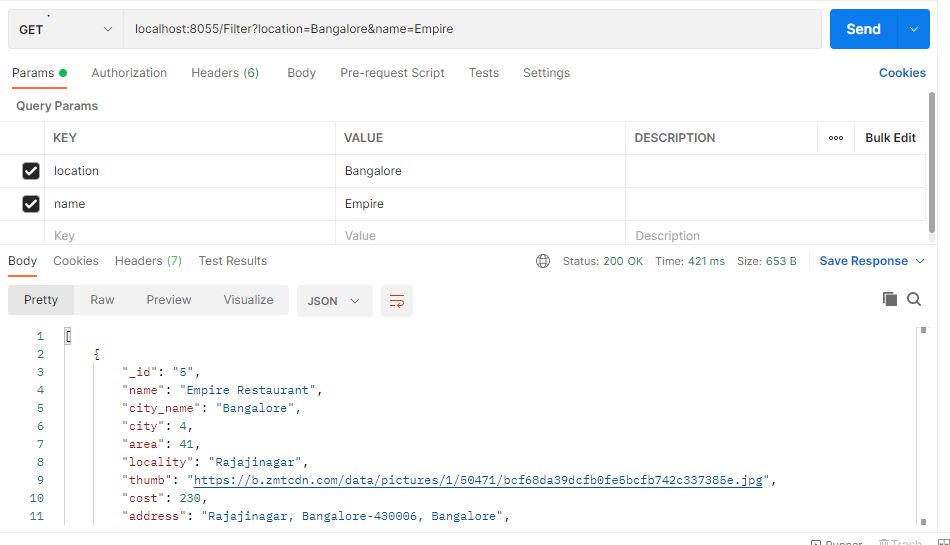 GET localhost:8055/Filter?location=Bangalore&name=Empire Send
Params Authorization Headers (6) Body Pre-request Script Tests Settings Cookies
Query Params
KEY VALUE DESCRIPTION ooo Bulk Edit
location Bangalore
name Empire
Key Value Description
Body Cookies Headers (7) Test Results Status: 200 OK Time: 421 ms Size: 653 B Save Response
Pretty Raw Preview Visualize JSON
1 [
2 {
3 "_id": "5",
4 "name": "Empire Restaurant",
5 "city_name": "Bangalore",
6 "city": 4,
7 "area": 41,
8 "locality": "Rajajinagar",
9 "thumb": "https://b.zmtcdn.com/data/pictures/1/50471/bcf68da39dcfb0fe5bcfb742c337385e.jpg",
10 "cost": 230,
11 "address": "Rajajinagar, Bangalore-430006, Bangalore",
Runner Trash